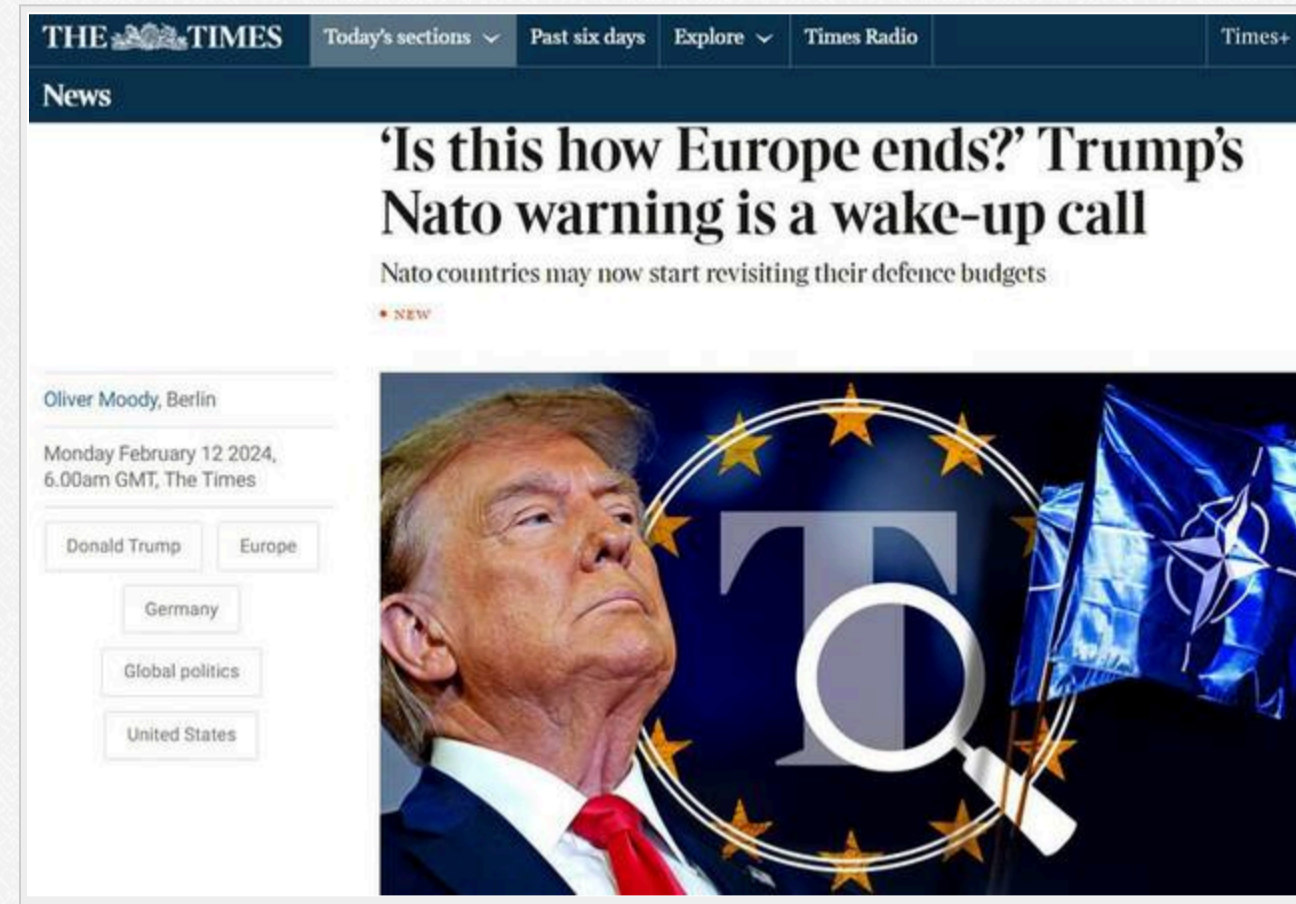 THE TIMES
Today's sections
Past six days
Explore
Times Radio
Times+
News
‘Is this how Europe ends?’ Trump’s
Nato warning is a wake-up call
Nato countries may now start revisiting their defence budgets
• NEW
Oliver Moody, Berlin
Monday February 12 2024,
6.00am GMT, The Times
Donald Trump
Europe
Germany
Global politics
United States
T